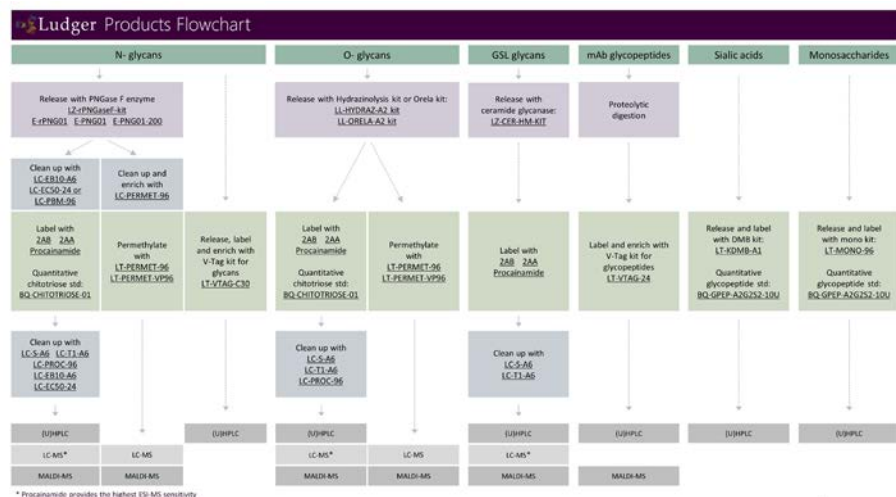 Ludger Products Flowchart
N- glycans
O- glycans
GSL glycans
mAb glycopeptides
Sialic acids
Monosaccharides
Release with PNGase F enzyme
LZ-rPNGaseF-kit
E-rPNG01 E-PNG01 E-PNG01-200
Release with Hydrazinolysis kit or Orela kit:
LL-HYDRAZ-A2 kit
LL-ORELA-A2 kit
Release with
ceramide glycanase:
LZ-CER-HM-KIT
Proteolytic
digestion
Clean up with
LC-EB10-A6
LC-EC50-24 or
LC-PBM-96
Clean up and
enrich with
LC-PERMET-96
Label with
2AB 2AA
Procainamide
Quantitative
chitotriose std:
BQ-CHITOTRIOSE-01
Permethylate
with
LT-PERMET-96
LT-PERMET-VP96
Release, label
and enrich with
V-Tag kit for
glycans
LT-VTAG-C30
Label with
2AB 2AA
Procainamide
Quantitative
chitotriose std:
BQ-CHITOTRIOSE-01
Permethylate
with
LT-PERMET-96
LT-PERMET-VP96
Label with
2AB 2AA
Procainamide
Label and enrich with
V-Tag kit for
glycopeptides
LT-VTAG-24
Release and label
with DMB kit:
LT-KDMB-A1
Quantitative
glycopeptide std:
BQ-GPEP-A2G2S2-10U
Release and label
with mono kit:
LT-MONO-96
Quantitative
glycopeptide std:
BQ-GPEP-A2G2S2-10U
Clean up with
LC-S-A6 LC-T1-A6
LC-PROC-96
LC-EB10-A6
LC-EC50-24
Clean up with
LC-S-A6
LC-T1-A6
LC-PROC-96
Clean up with
LC-S-A6
LC-T1-A6
(U)HPLC
(U)HPLC
(U)HPLC
(U)HPLC
(U)HPLC
(U)HPLC
(U)HPLC
LC-MS*
LC-MS
LC-MS*
LC-MS
LC-MS*
MALDI-MS
MALDI-MS
MALDI-MS
MALDI-MS
MALDI-MS
MALDI-MS
* Procainamide provides the highest ESI-MS sensitivity